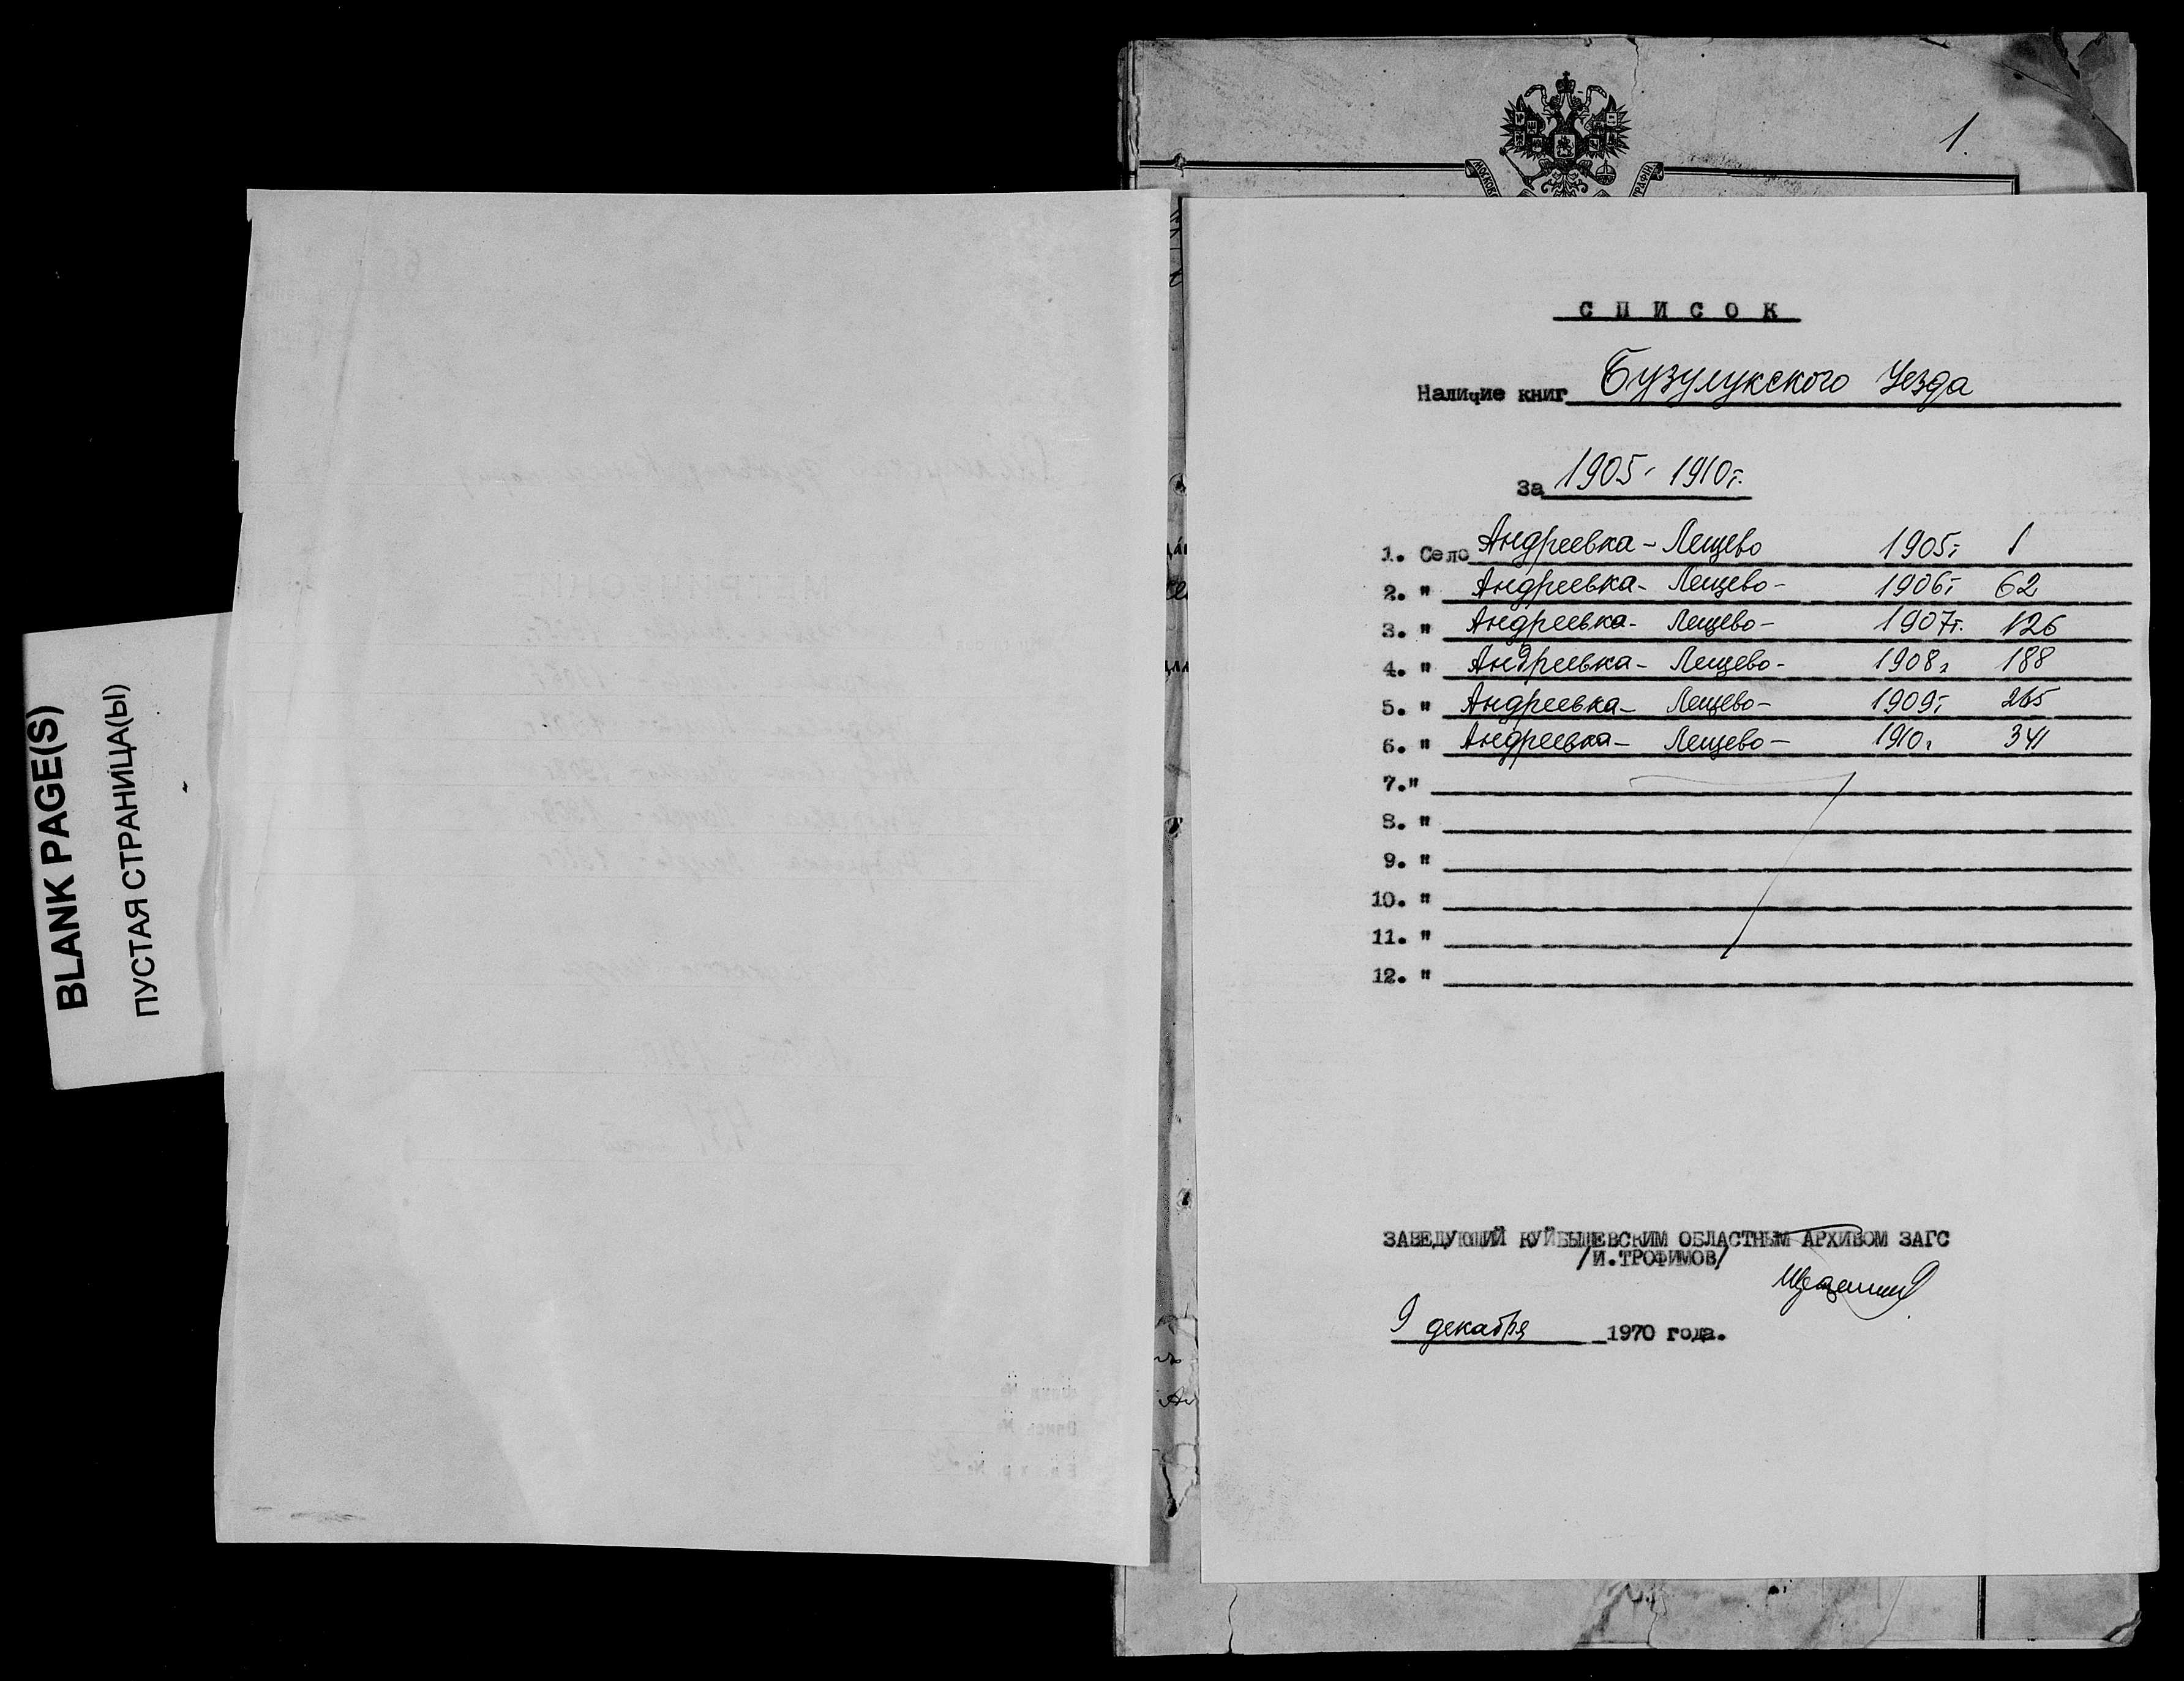 BLANK PAGE(S)
ПУСТАЯ СТРАНИЦА(Ы)
1.
СПИСОК
Наличие книг Бузулукского Уезда
За 1905 - 1910г.
1. Село Андреевка - Лещево 1905г 1
2. " Андреевка - Лещево - 1906г 62
3. " Андреевка - Лещево - 1907г. 126
4. " Андреевка - Лещево - 1908г 188
5. " Андреевка - Лещево - 1909г 265
6. " Андреевка - Лещево - 1910г 341
7. "
8. "
9. "
10. "
11. "
12. "
ЗАВЕДУЮЩИЙ КУЙБЫШЕВСКИМ ОБЛАСТНЫМ АРХИВОМ ЗАГС
/И.ТРОФИМОВ/
9 декабря 1970 года.